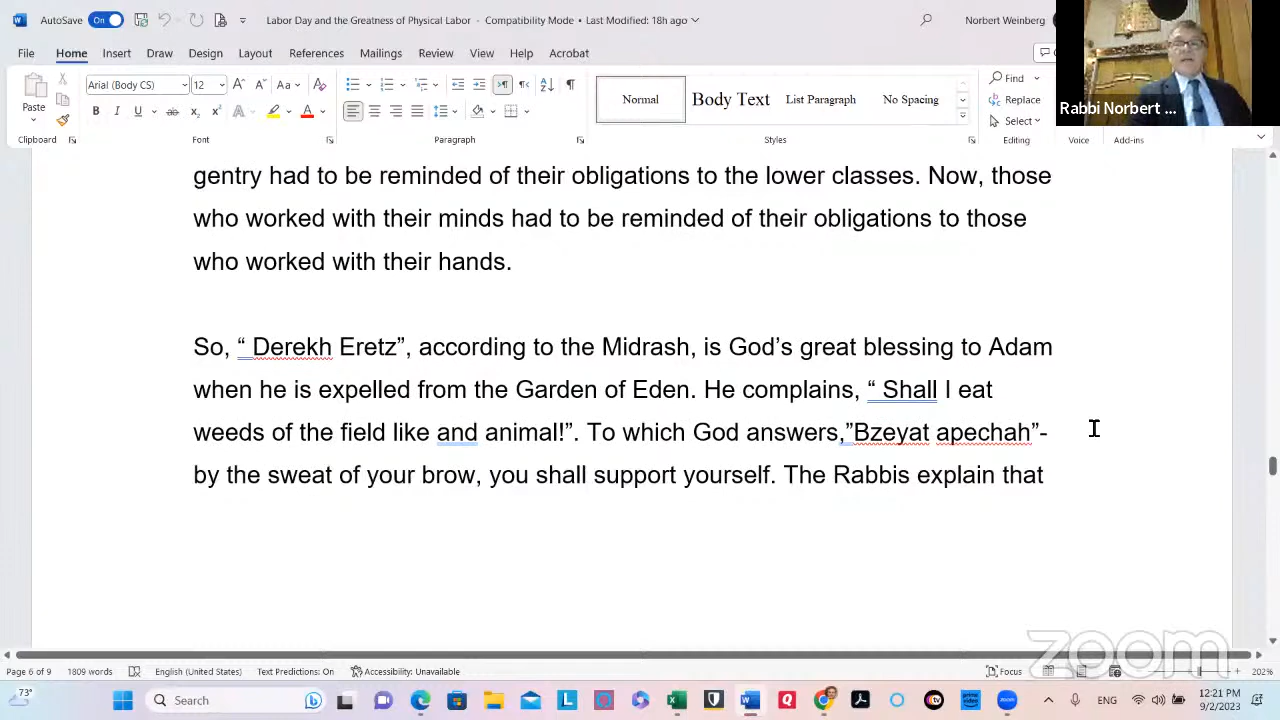 AutoSave On Labor Day and the Greatness of Physical Labor - Compatibility Mode • Last Modified: 18h ago Norbert Weinberg
File Home Insert Draw Design Layout References Mailings Review View Help Acrobat
Paste Arial (Body CS) 12 Normal Body Text List Paragraph No Spacing Find
Replace
Select
Rabbi Norbert ...
Clipboard Font Paragraph Styles Editing Voice Add-ins
gentry had to be reminded of their obligations to the lower classes. Now, those
who worked with their minds had to be reminded of their obligations to those
who worked with their hands.
So, “ Derekh Eretz”, according to the Midrash, is God’s great blessing to Adam
when he is expelled from the Garden of Eden. He complains, “ Shall I eat
weeds of the field like and animal!”. To which God answers,”Bzeyat apechah”-
by the sweat of your brow, you shall support yourself. The Rabbis explain that
zoom
Page 6 of 9 1809 words English (United States) Text Predictions: On Accessibility Unavailable Focus 202%
73° Search ENG 12:21 PM
9/2/2023